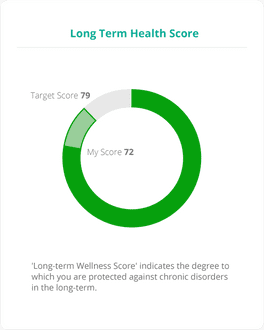 Long Term Health Score
Target Score 79
My Score 72
'Long-term Wellness Score' indicates the degree to
which you are protected against chronic disorders
in the long-term.